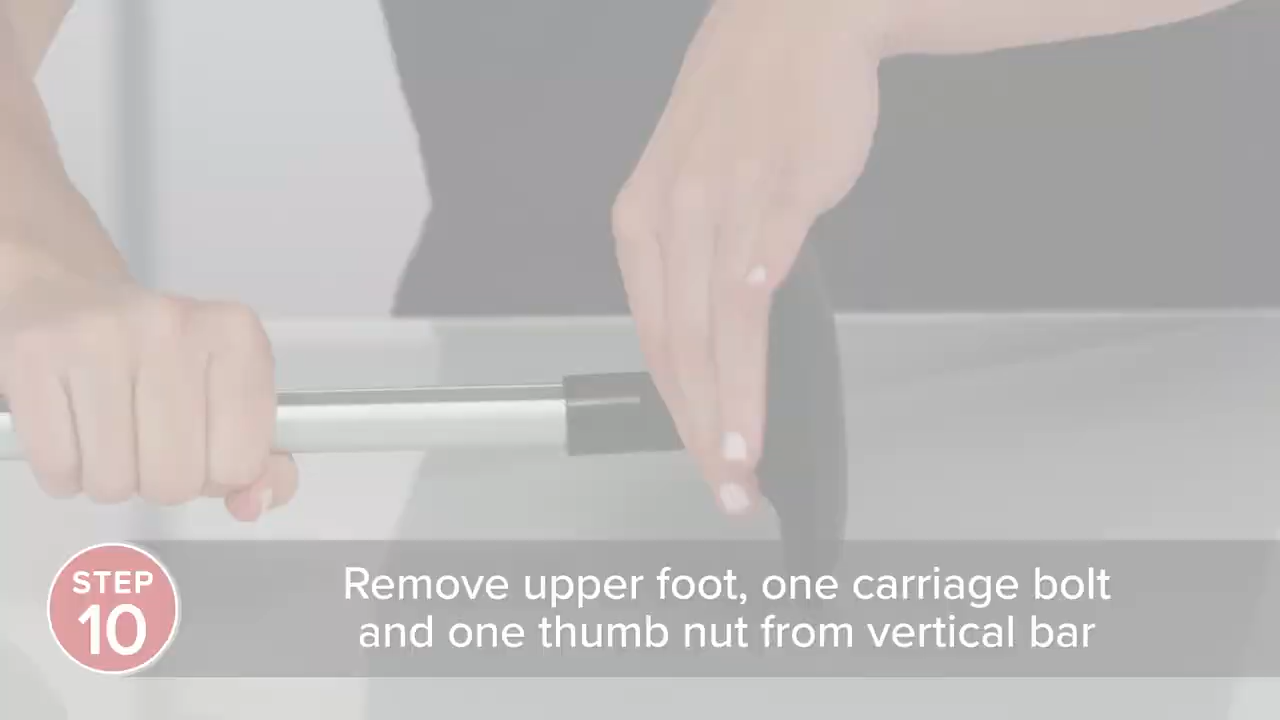 STEP
10
Remove upper foot, one carriage bolt
and one thumb nut from vertical bar